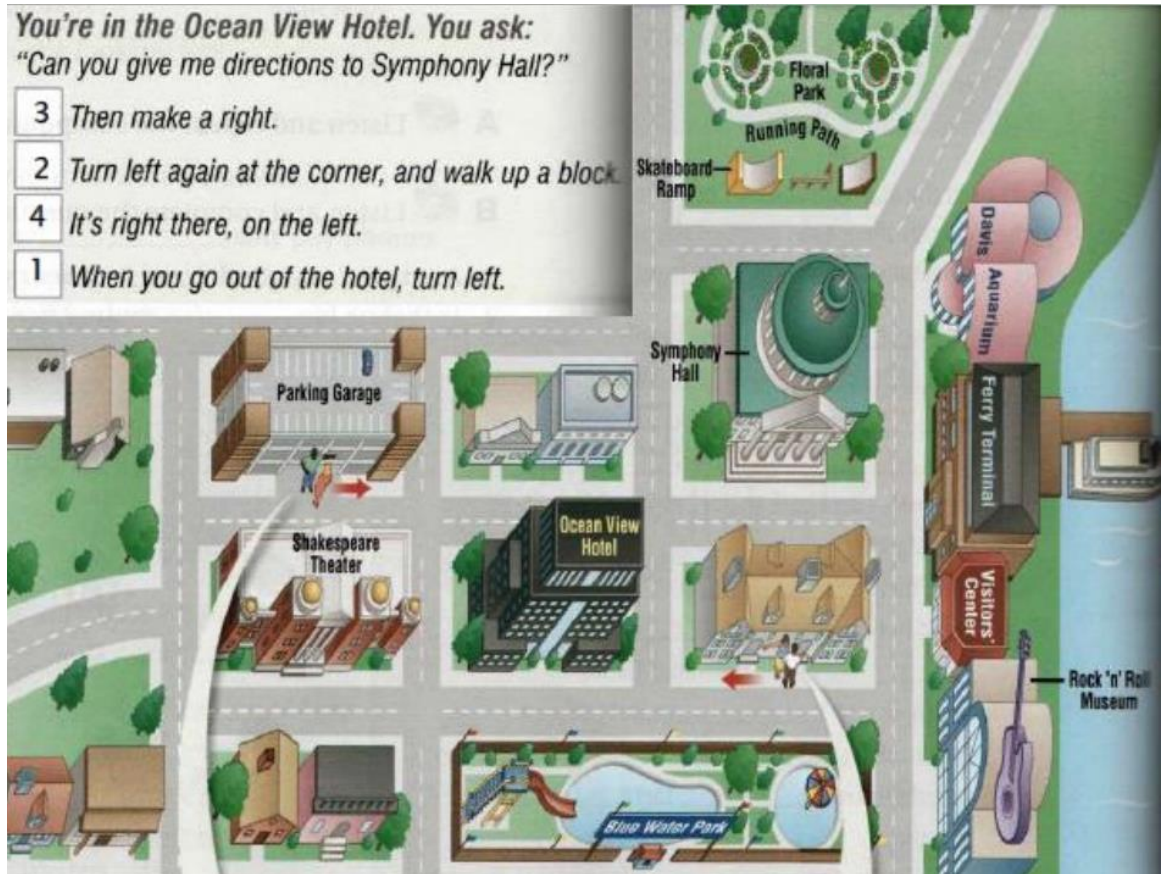 You're in the Ocean View Hotel. You ask:
"Can you give me directions to Symphony Hall?"
3 Then make a right.
2 Turn left again at the corner, and walk up a block.
4 It's right there, on the left.
1 When you go out of the hotel, turn left.
Floral
Park
Running Path
Skateboard
Ramp
Davis
Aquarium
Symphony
Hall
Parking Garage
Ferry Terminal
Ocean View
Hotel
Shakespeare
Theater
Visitors'
Center
Rock 'n' Roll
Museum
Blue Water Park